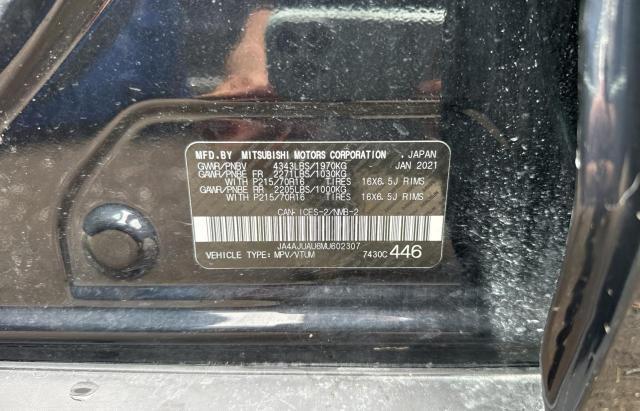 MFD.BY MITSUBISHI MOTORS CORPORATION , JAPAN
GVWR/PNBV 4343LBS/1970KG JAN 2021
GAWR/PNBE FR 2271LBS/1030KG
WITH P215/70R16 TIRES 16X6.5J RIMS
GAWR/PNBE RR 2205LBS/1000KG
WITH P215/70R16 TIRES 16X6.5J RIMS
CAN ICES-2/NMB-2
JA4AJUAU6MU602307
VEHICLE TYPE: MPV/VTUM 7430C 446